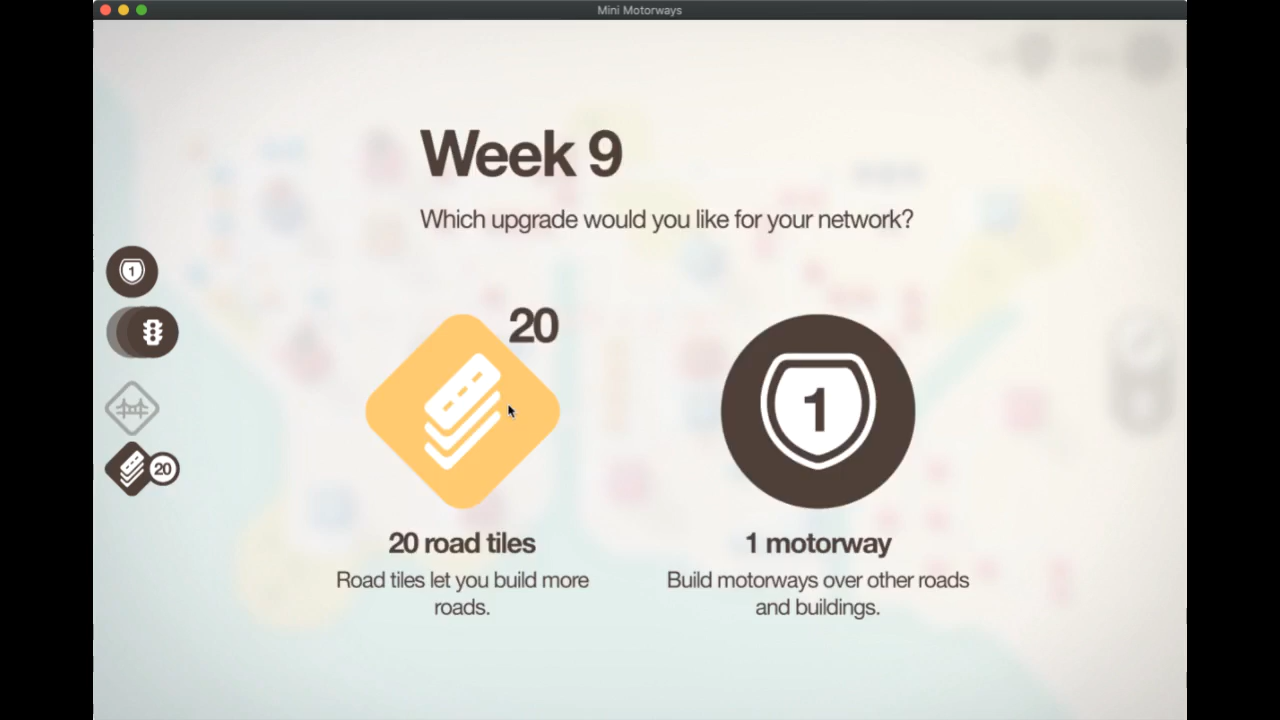 Mini Motorways
Week 9
Which upgrade would you like for your network?
1
20
20
1
20 road tiles
Road tiles let you build more
roads.
1 motorway
Build motorways over other roads
and buildings.